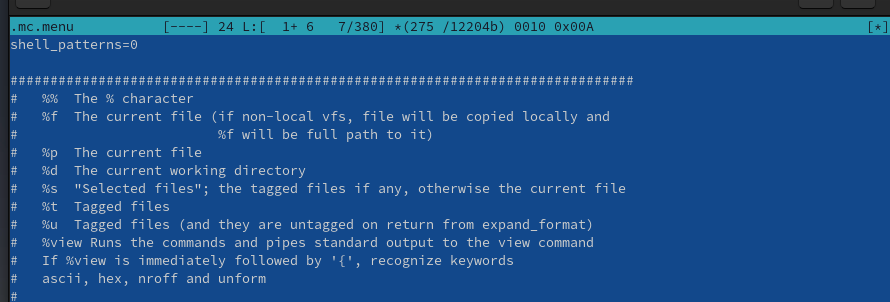 .mc.menu [----] 24 L:[ 1+ 6 7/380] *(275 /12204b) 0010 0x00A [*]
shell_patterns=0
##############################################################################
# %% The % character
# %f The current file (if non-local vfs, file will be copied locally and
# %f will be full path to it)
# %p The current file
# %d The current working directory
# %s "Selected files"; the tagged files if any, otherwise the current file
# %t Tagged files
# %u Tagged files (and they are untagged on return from expand_format)
# %view Runs the commands and pipes standard output to the view command
# If %view is immediately followed by '{', recognize keywords
# ascii, hex, nroff and unform
#